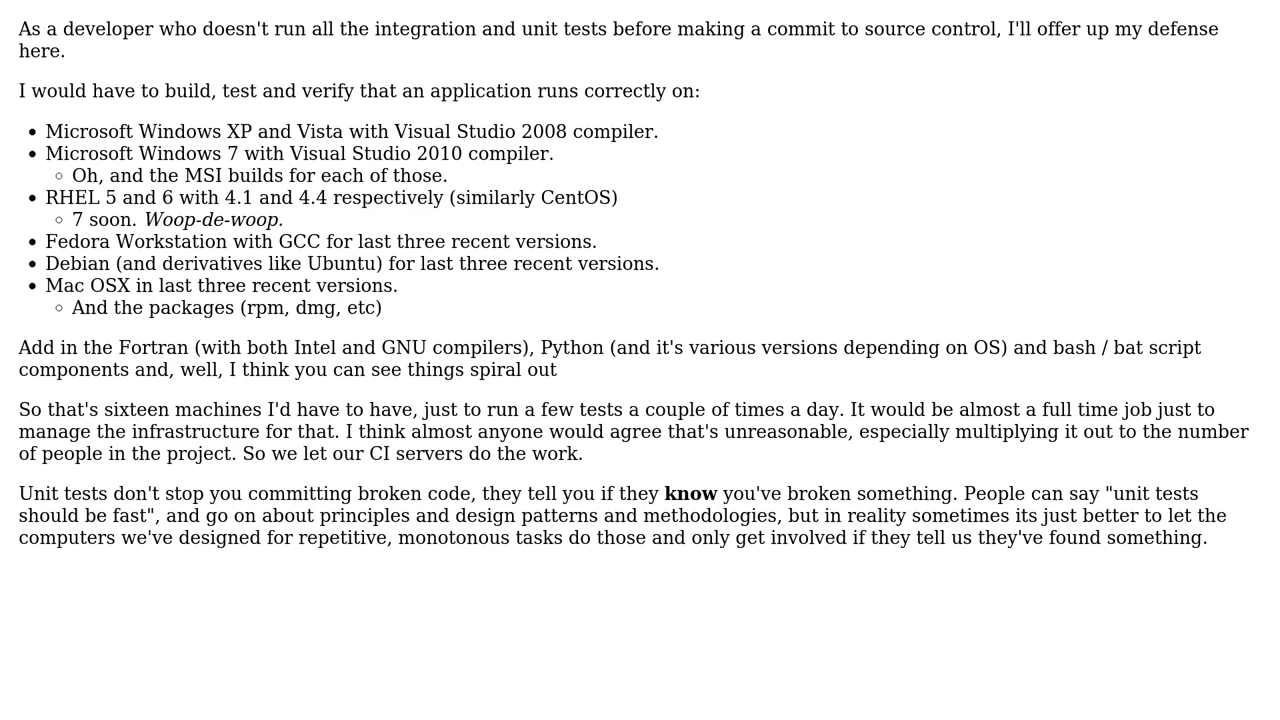 As a developer who doesn't run all the integration and unit tests before making a commit to source control, I'll offer up my defense
here.
I would have to build, test and verify that an application runs correctly on:
• Microsoft Windows XP and Vista with Visual Studio 2008 compiler.
• Microsoft Windows 7 with Visual Studio 2010 compiler.
◦ Oh, and the MSI builds for each of those.
• RHEL 5 and 6 with 4.1 and 4.4 respectively (similarly CentOS)
◦ 7 soon. Woop-de-woop.
• Fedora Workstation with GCC for last three recent versions.
• Debian (and derivatives like Ubuntu) for last three recent versions.
• Mac OSX in last three recent versions.
◦ And the packages (rpm, dmg, etc)
Add in the Fortran (with both Intel and GNU compilers), Python (and it's various versions depending on OS) and bash / bat script
components and, well, I think you can see things spiral out
So that's sixteen machines I'd have to have, just to run a few tests a couple of times a day. It would be almost a full time job just to
manage the infrastructure for that. I think almost anyone would agree that's unreasonable, especially multiplying it out to the number
of people in the project. So we let our CI servers do the work.
Unit tests don't stop you committing broken code, they tell you if they know you've broken something. People can say "unit tests
should be fast", and go on about principles and design patterns and methodologies, but in reality sometimes its just better to let the
computers we've designed for repetitive, monotonous tasks do those and only get involved if they tell us they've found something.